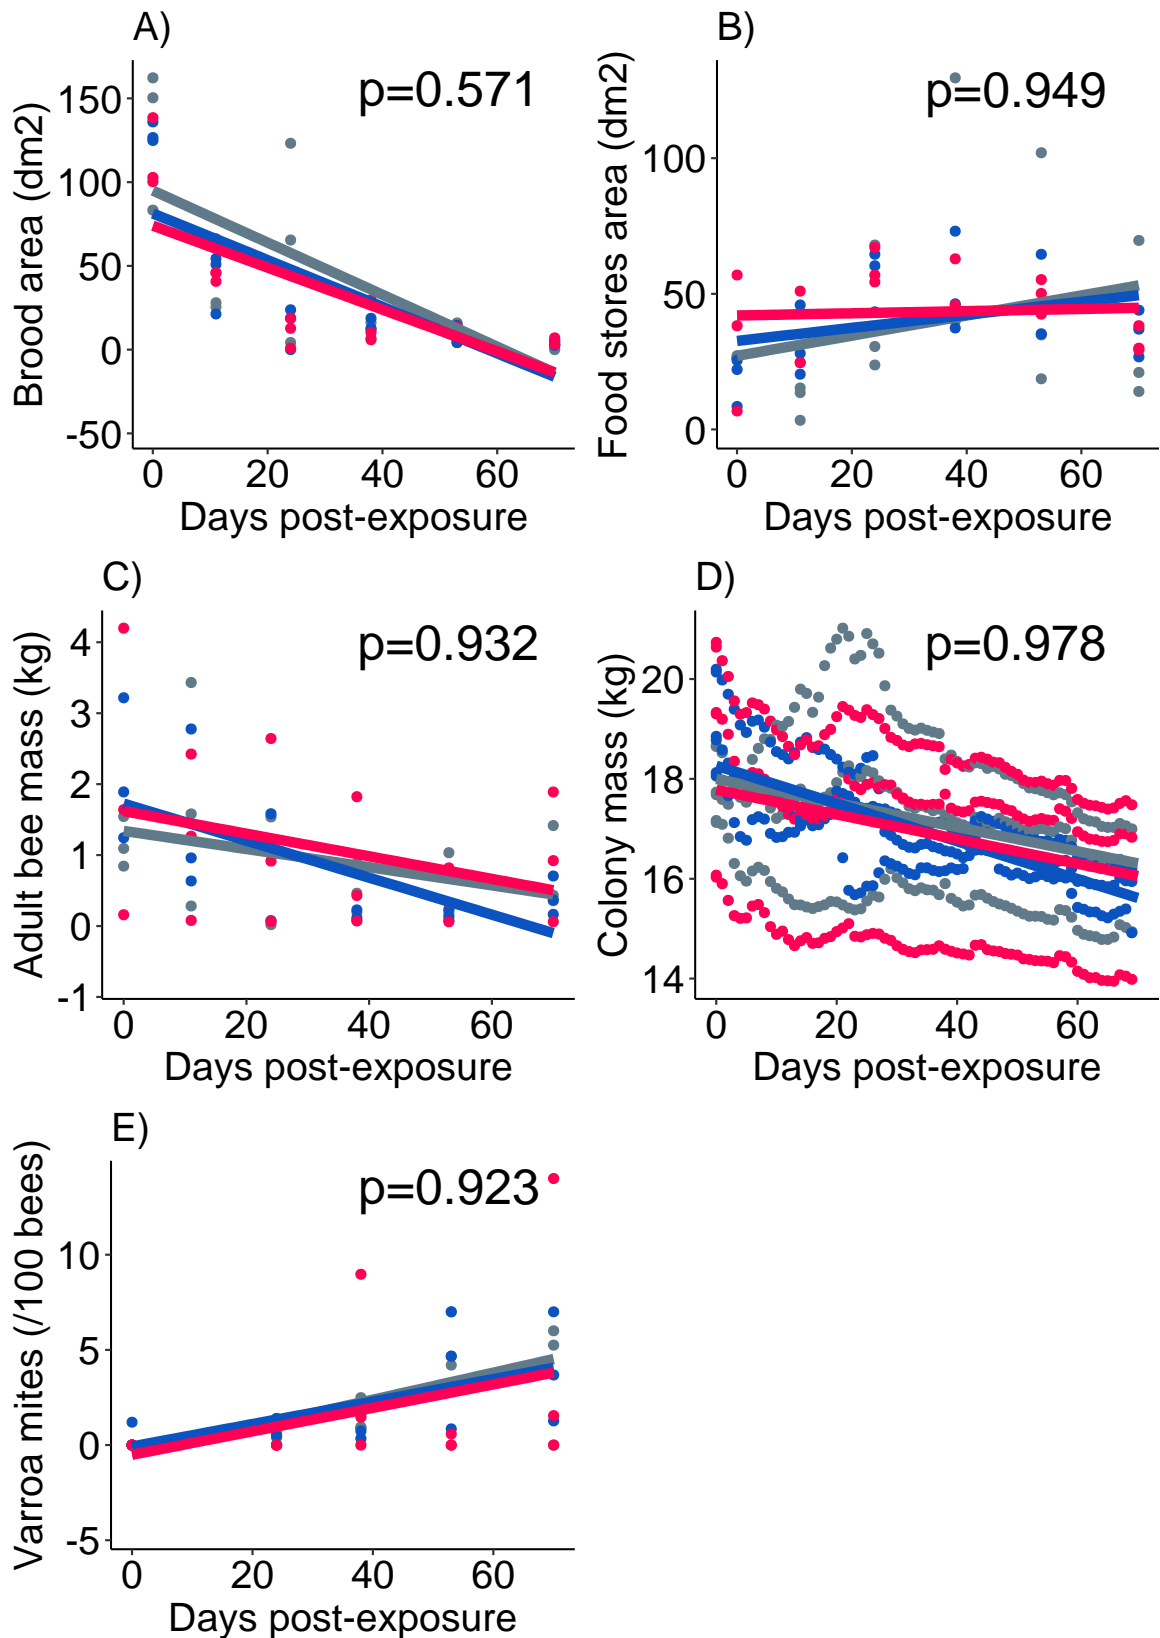 A)
p=0.571
Brood area (dm2)
150
100
50
0
-50
0 20 40 60
Days post-exposure
B)
p=0.949
Food stores area (dm2)
100
50
0
0 20 40 60
Days post-exposure
C)
p=0.932
Adult bee mass (kg)
4
3
2
1
0
-1
0 20 40 60
Days post-exposure
D)
p=0.978
Colony mass (kg)
20
18
16
14
0 20 40 60
Days post-exposure
E)
p=0.923
Varroa mites (/100 bees)
10
5
0
-5
0 20 40 60
Days post-exposure